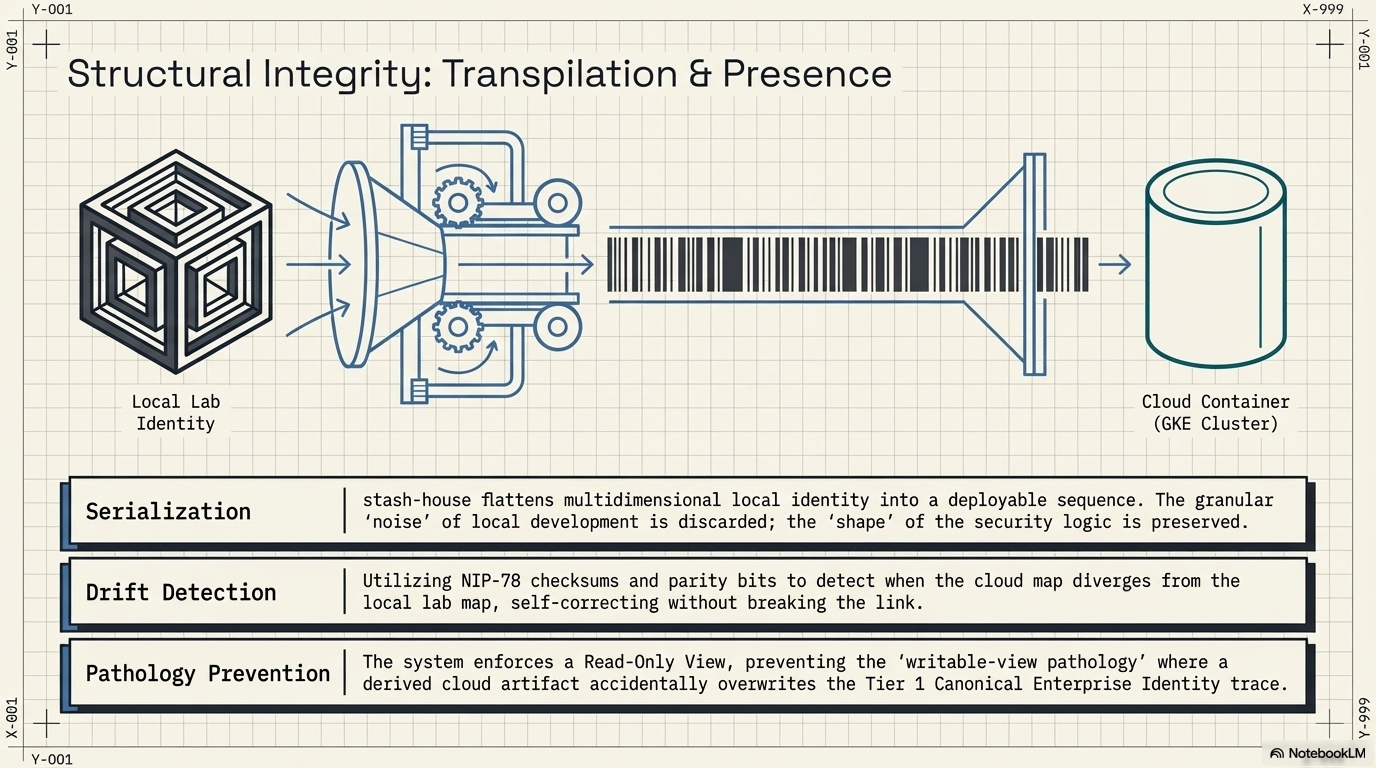 Y-001
X-999
Y-001
Y-001
Structural Integrity: Transpilation & Presence
Local Lab
Identity
Cloud Container
(GKE Cluster)
Serialization
stash-house flattens multidimensional local identity into a deployable sequence. The granular
‘noise’ of local development is discarded; the ‘shape’ of the security logic is preserved.
Drift Detection
Utilizing NIP-78 checksums and parity bits to detect when the cloud map diverges from the
local lab map, self-correcting without breaking the link.
Pathology Prevention
The system enforces a Read-Only View, preventing the ‘writable-view pathology’ where a
derived cloud artifact accidentally overwrites the Tier 1 Canonical Enterprise Identity trace.
X-001
Y-999
Y-001
NotebookLM